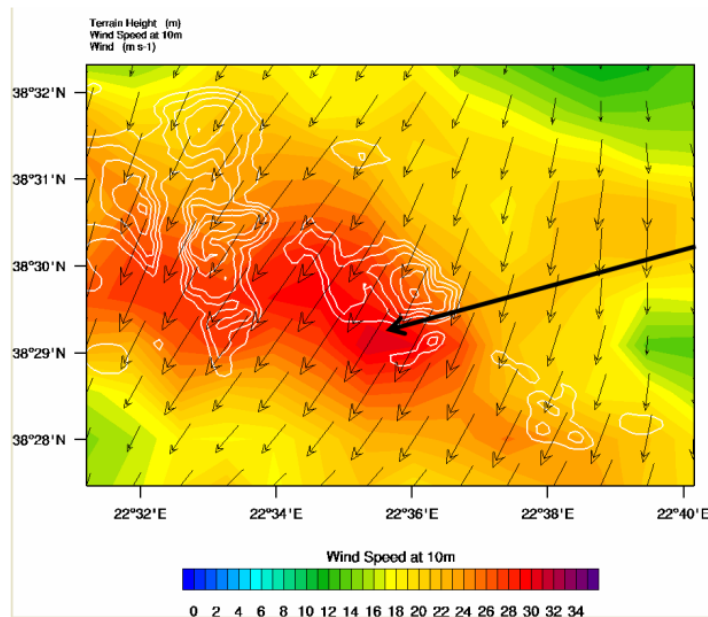 Terrain Height (m)
Wind Speed at 10m
Wind (m s-1)
38°32'N
38°31'N
38°30'N
38°29'N
38°28'N
22°32'E 22°34'E 22°36'E 22°38'E 22°40'E
Wind Speed at 10m
0 2 4 6 8 10 12 14 16 18 20 22 24 26 28 30 32 34